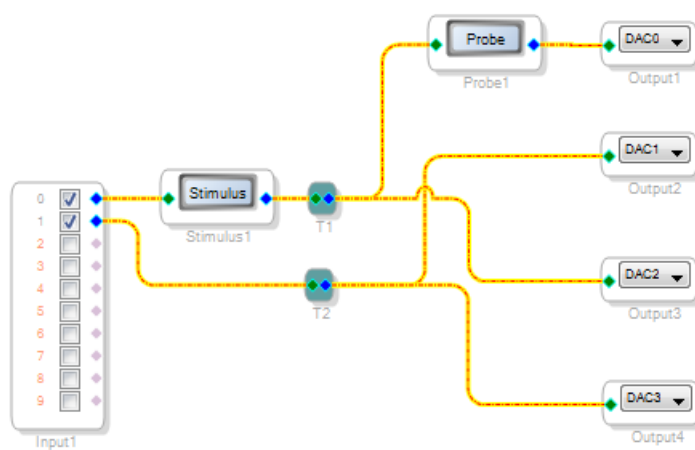 Probe
Probe1
DAC0
Output1
DAC1
Output2
Stimulus
Stimulus1
T1
T2
0
1
2
3
4
5
6
7
8
9
Input1
DAC2
Output3
DAC3
Output4